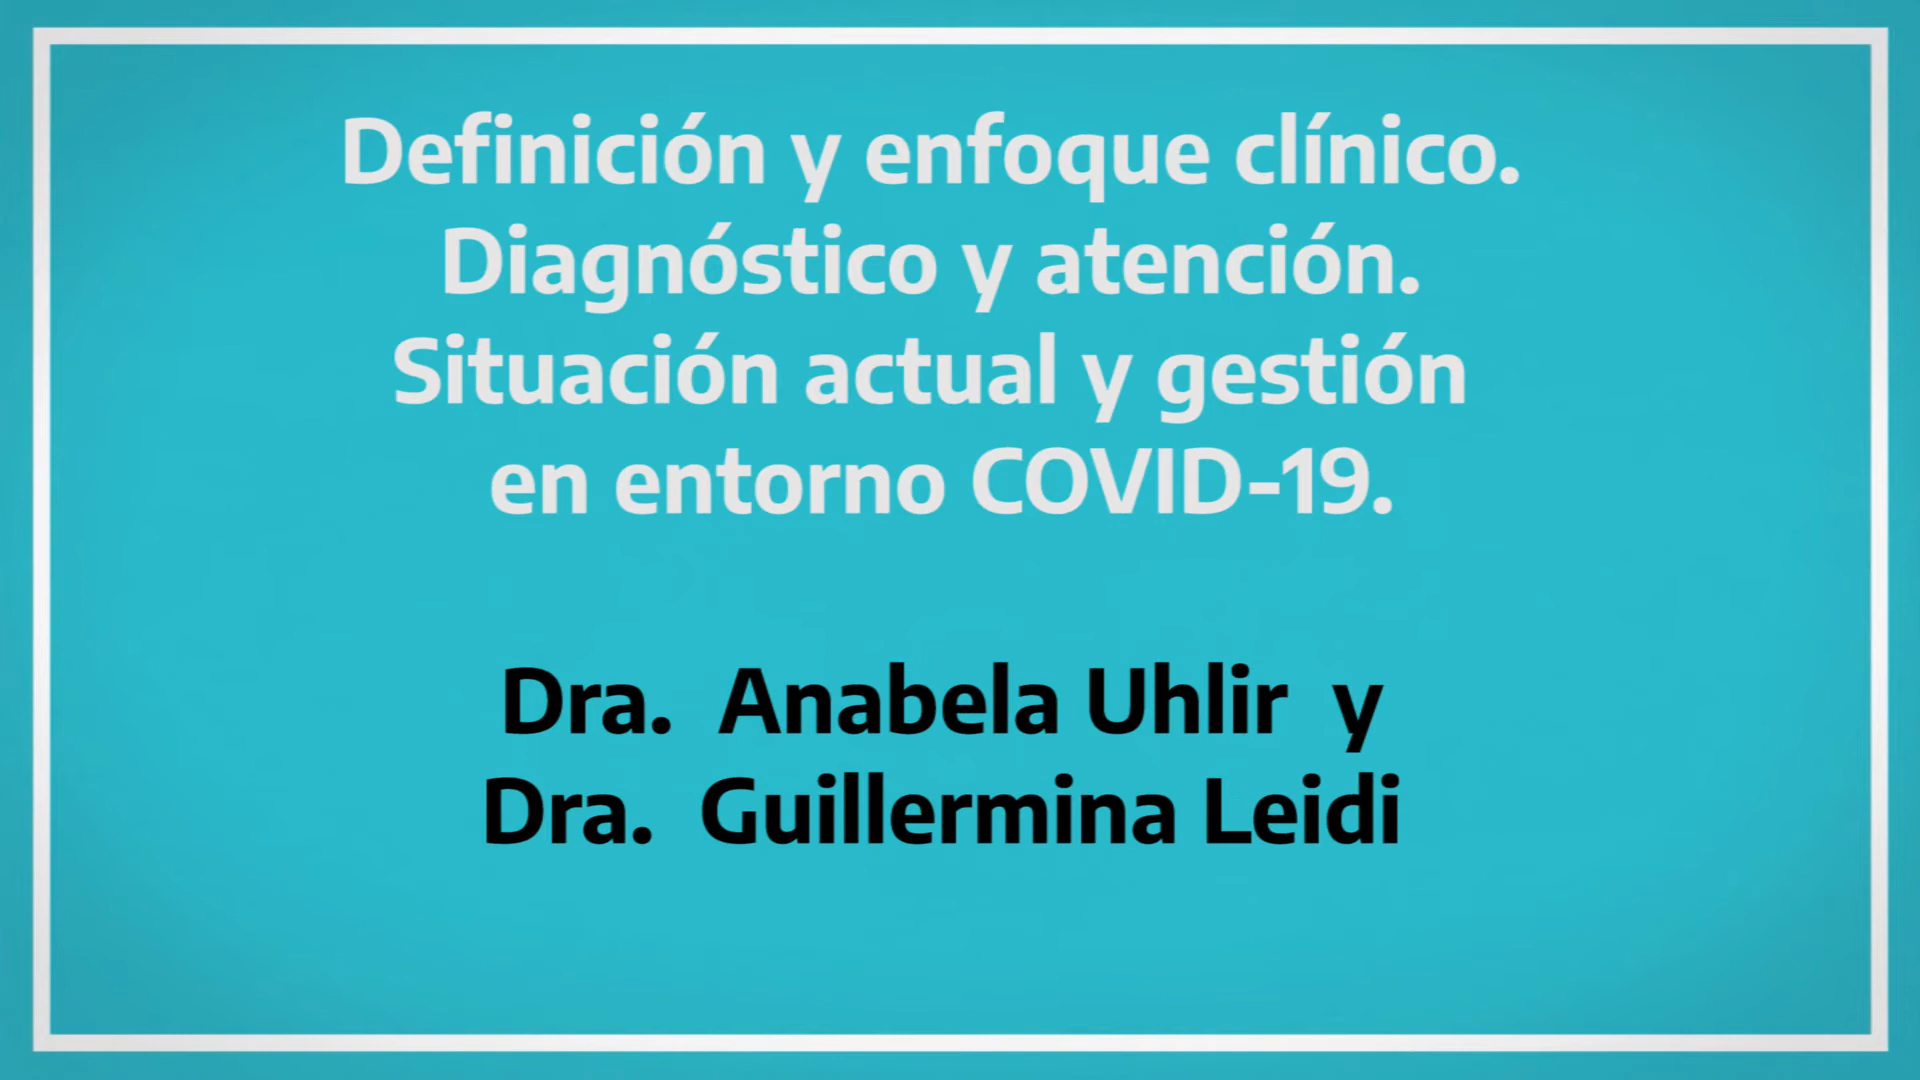 Definición y enfoque clínico.
Diagnóstico y atención.
Situación actual y gestión
en entorno COVID-19.
Dra. Anabela Uhlir y
Dra. Guillermina Leidi